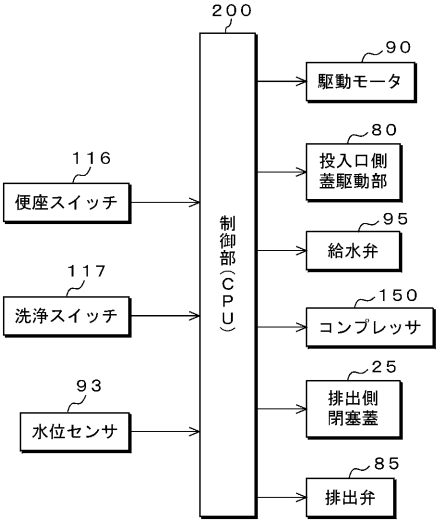 200
制御部(CPU)
116
便座スイッチ
117
洗浄スイッチ
93
水位センサ
90
駆動モータ
80
投入口側
蓋駆動部
95
給水弁
150
コンプレッサ
25
排出側
閉塞蓋
85
排出弁